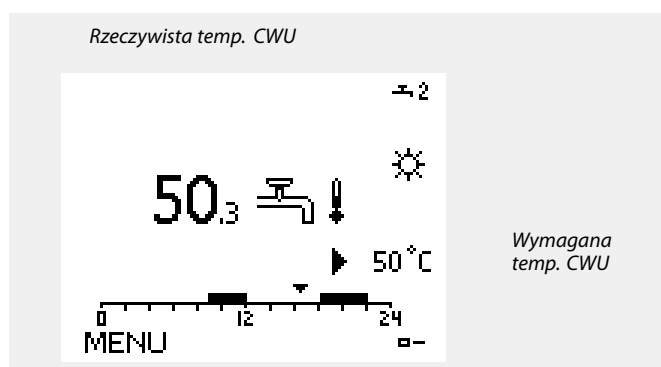 Rzeczywista temp. CWU
2
50.3
50°C
Wymagana
temp. CWU
0 12 24
MENU